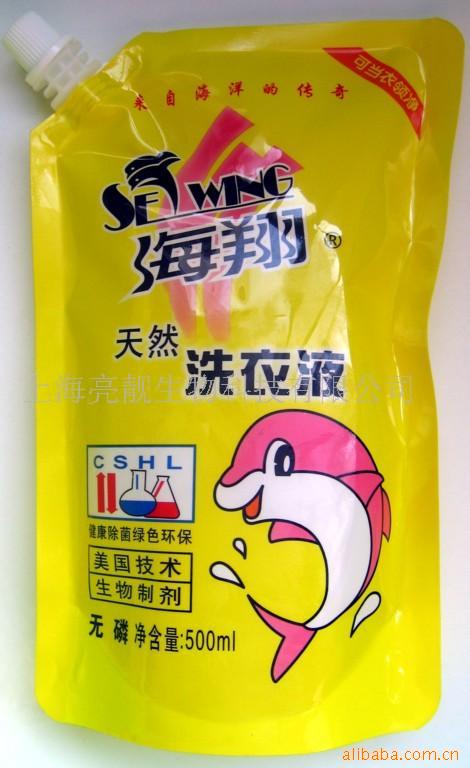 来自海洋的传奇
可当衣领净
SEA WING
海翔®
天然 洗衣液
上海亮靓生物科技有限公司
CSHL
健康除菌绿色环保
美国技术
生物制剂
无磷 净含量:500ml
alibaba.com.cn